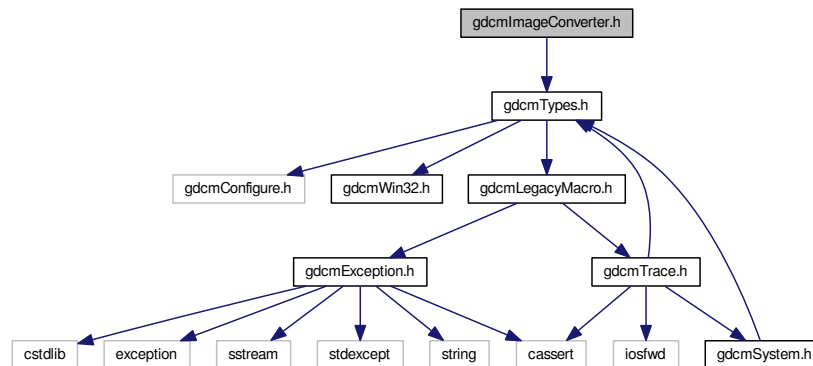 gdcmImageConverter.h
gdcmTypes.h
gdcmConfigure.h
gdcmWin32.h
gdcmLegacyMacro.h
gdcmException.h
gdcmTrace.h
cstdlib
exception
sstream
stdexcept
string
cassert
iosfwd
gdcmSystem.h